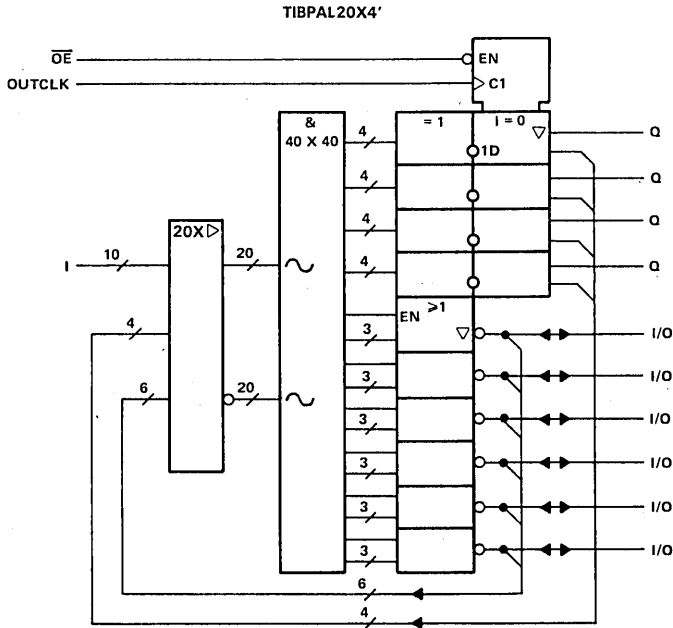 TIBPAL20X4'
OE
EN
OUTCLK
C1
&
40 X 40
= 1
I = 0
4
1D
Q
4
Q
4
Q
4
Q
20X
I
10
20
EN
≥1
4
3
I/O
6
20
3
I/O
3
I/O
3
I/O
3
I/O
3
I/O
6
4